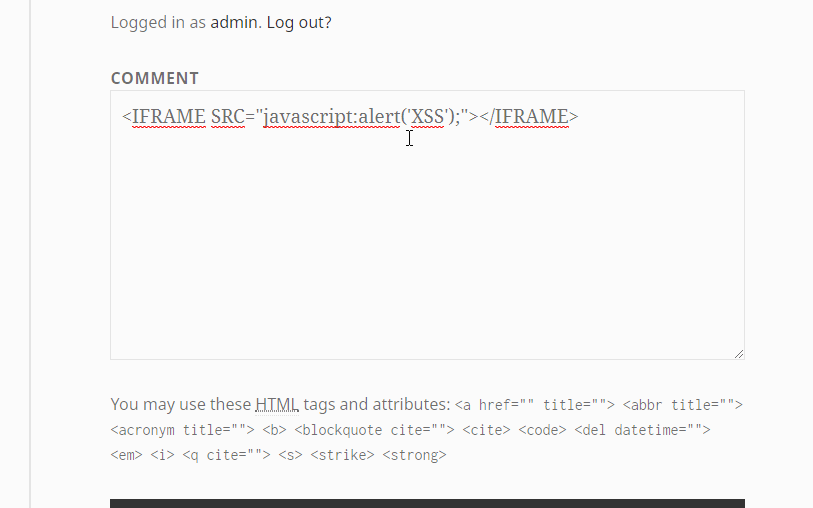 Logged in as admin. Log out?
COMMENT
<IFRAME SRC="javascript:alert('XSS');"></IFRAME>
You may use these HTML tags and attributes: <a href="" title=""> <abbr title="">
<acronym title=""> <b> <blockquote cite=""> <cite> <code> <del datetime="">
<em> <i> <q cite=""> <s> <strike> <strong>